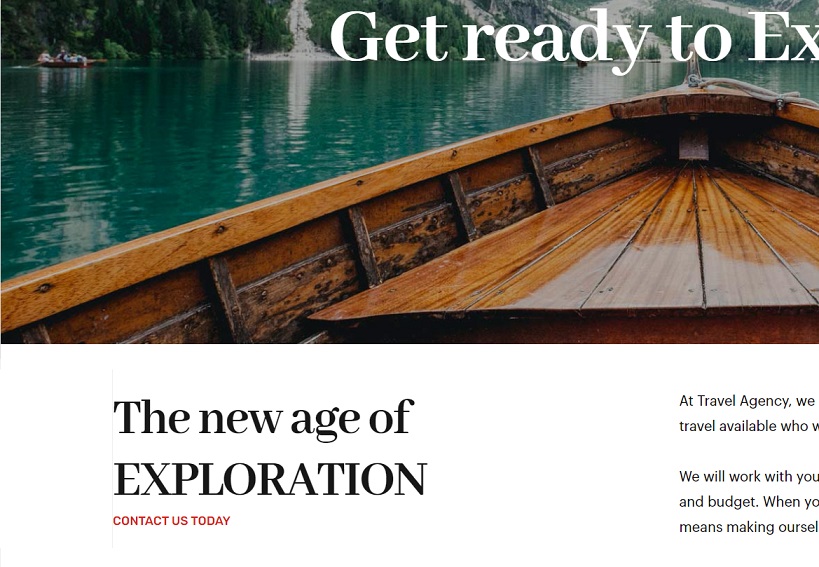 Get ready to Ex
The new age of
EXPLORATION
CONTACT US TODAY
At Travel Agency, we
travel available who w
We will work with you
and budget. When yo
means making oursel